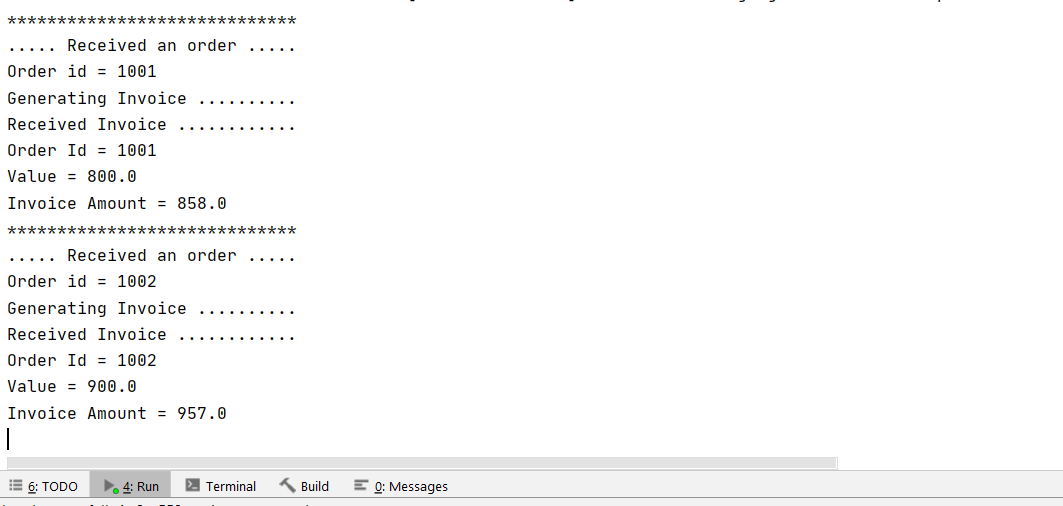 *****************************
..... Received an order .....
Order id = 1001
Generating Invoice ..........
Received Invoice ............
Order Id = 1001
Value = 800.0
Invoice Amount = 858.0
*****************************
..... Received an order .....
Order id = 1002
Generating Invoice ..........
Received Invoice ............
Order Id = 1002
Value = 900.0
Invoice Amount = 957.0
6: TODO 4: Run Terminal Build 0: Messages